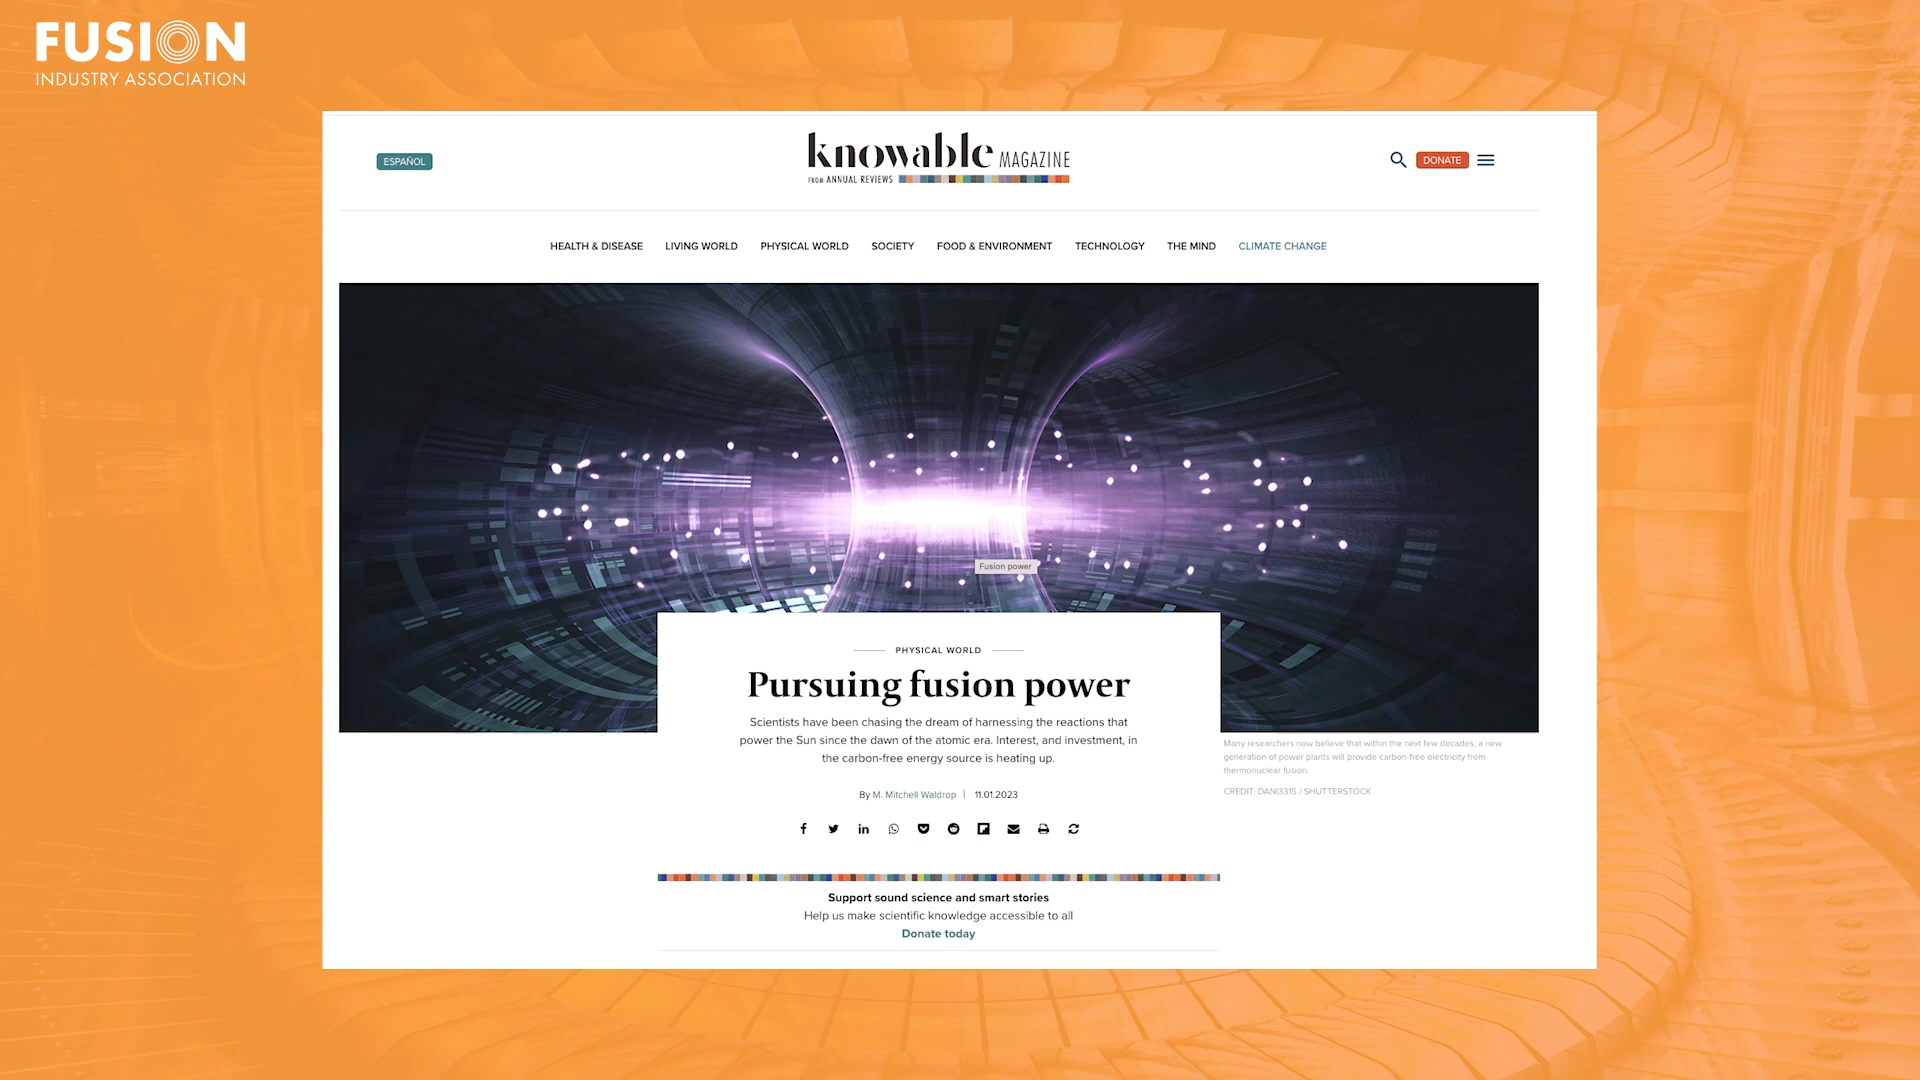 FUSION
INDUSTRY ASSOCIATION
ESPAÑOL
knowable MAGAZINE
FROM ANNUAL REVIEWS
DONATE
HEALTH & DISEASE LIVING WORLD PHYSICAL WORLD SOCIETY FOOD & ENVIRONMENT TECHNOLOGY THE MIND CLIMATE CHANGE
Fusion power
PHYSICAL WORLD
Pursuing fusion power
Scientists have been chasing the dream of harnessing the reactions that
power the Sun since the dawn of the atomic era. Interest, and investment, in
the carbon-free energy source is heating up.
By M. Mitchell Waldrop | 11.01.2023
Many researchers now believe that within the next few decades, a new
generation of power plants will provide carbon-free electricity from
thermonuclear fusion.
CREDIT: DANI3315 / SHUTTERSTOCK
Support sound science and smart stories
Help us make scientific knowledge accessible to all
Donate today